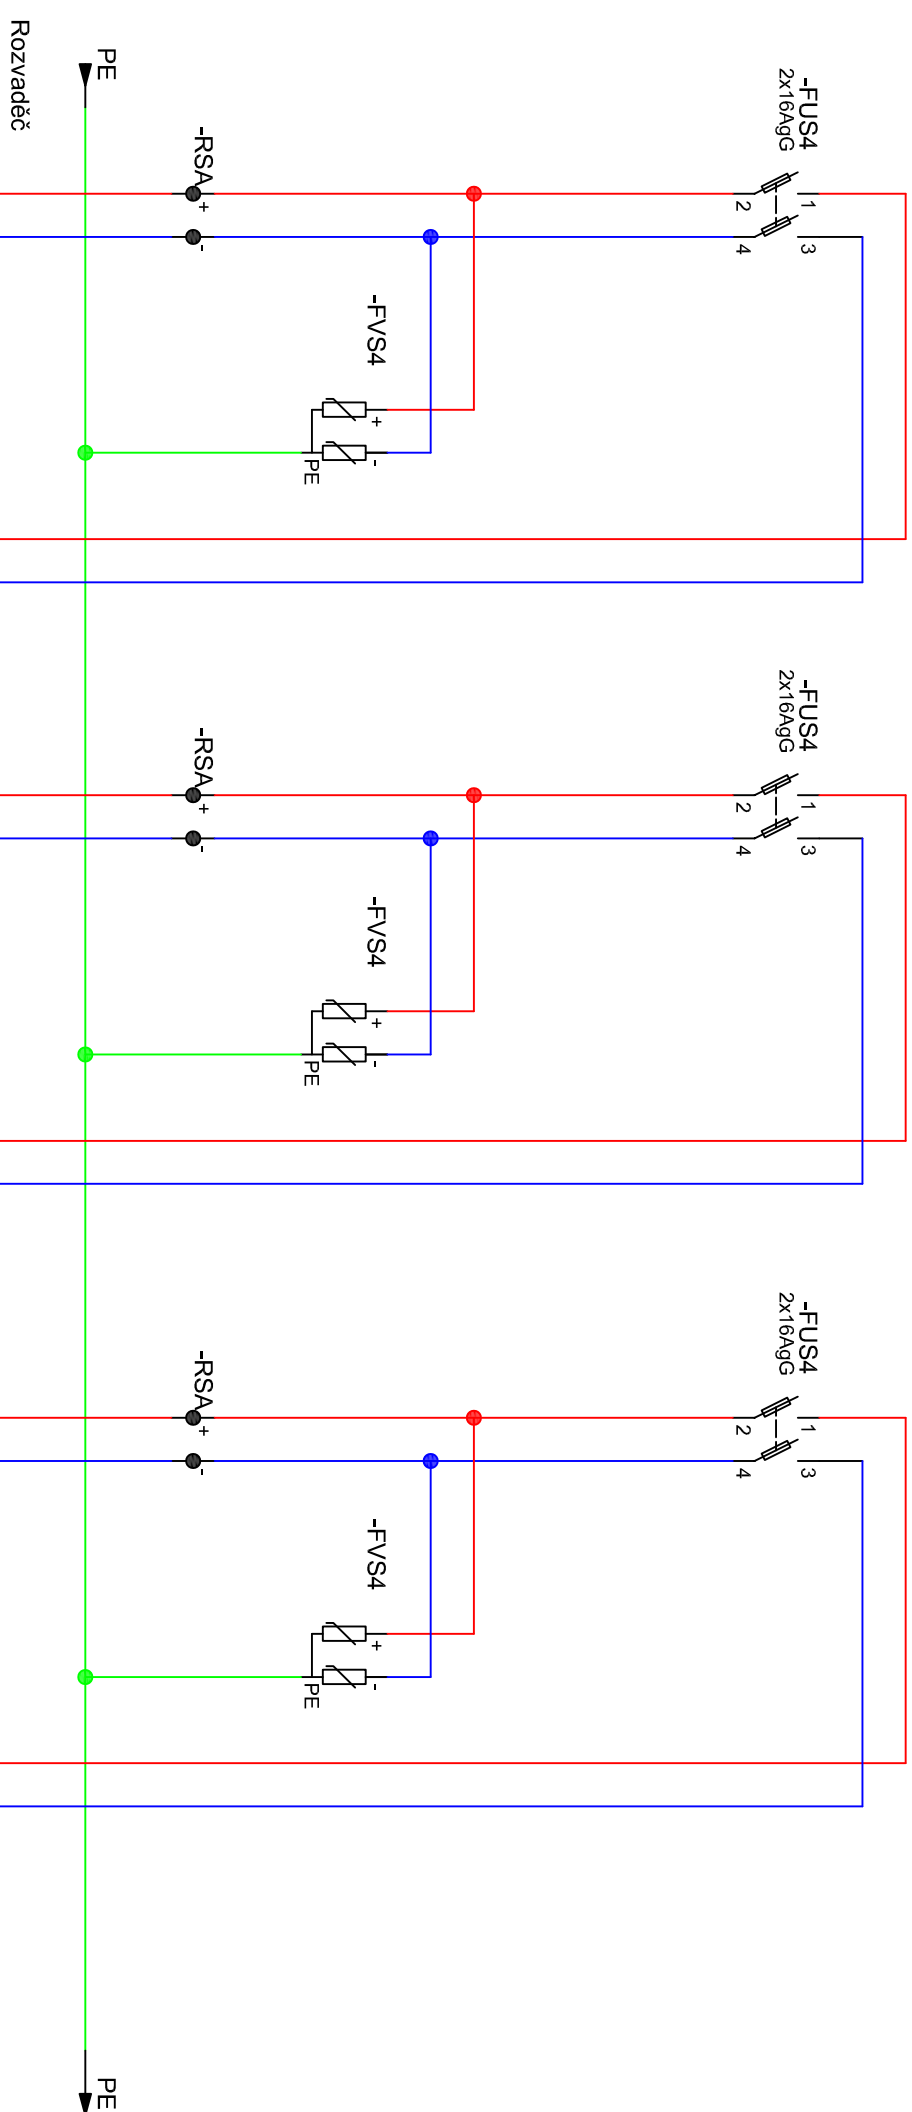 -FUS4
2x16AgG
1
3
2
4
-FVS4
+
-
PE
-RSA
+
-
PE
-FUS4
2x16AgG
1
3
2
4
-FVS4
+
-
PE
-RSA
+
-
-FUS4
2x16AgG
1
3
2
4
-FVS4
+
-
PE
-RSA
+
-
PE
Rozvaděč